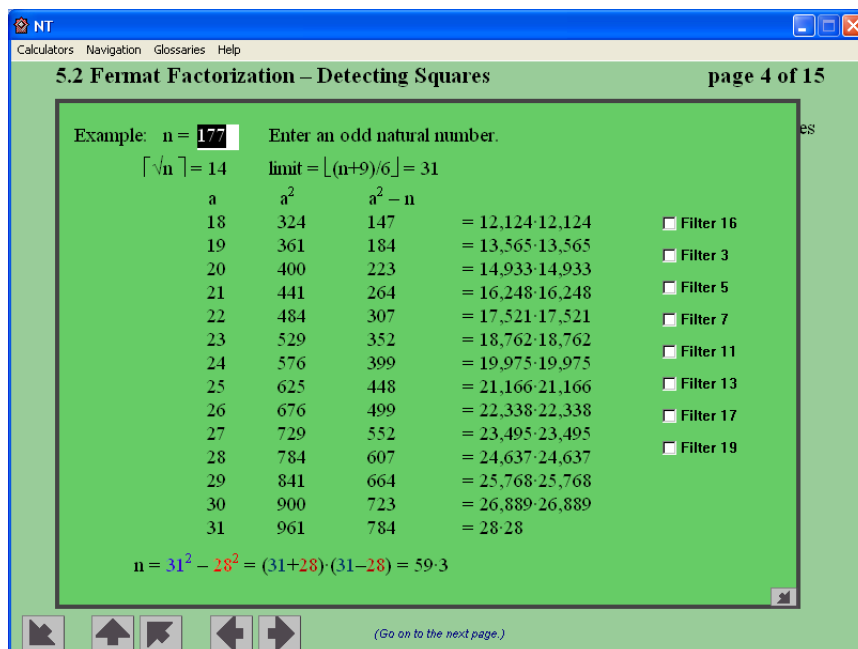 NT
Calculators Navigation Glossaries Help
5.2 Fermat Factorization – Detecting Squares page 4 of 15
es
Example: n = 177 Enter an odd natural number.
⌈√n⌉ = 14 limit = ⌊(n+9)/6⌋ = 31
a a² a² – n
18 324 147 = 12,124·12,124 Filter 16
19 361 184 = 13,565·13,565 Filter 3
20 400 223 = 14,933·14,933
21 441 264 = 16,248·16,248 Filter 5
22 484 307 = 17,521·17,521 Filter 7
23 529 352 = 18,762·18,762
24 576 399 = 19,975·19,975 Filter 11
25 625 448 = 21,166·21,166 Filter 13
26 676 499 = 22,338·22,338 Filter 17
27 729 552 = 23,495·23,495
28 784 607 = 24,637·24,637 Filter 19
29 841 664 = 25,768·25,768
30 900 723 = 26,889·26,889
31 961 784 = 28·28
n = 31² – 28² = (31+28)·(31–28) = 59·3
(Go on to the next page.)